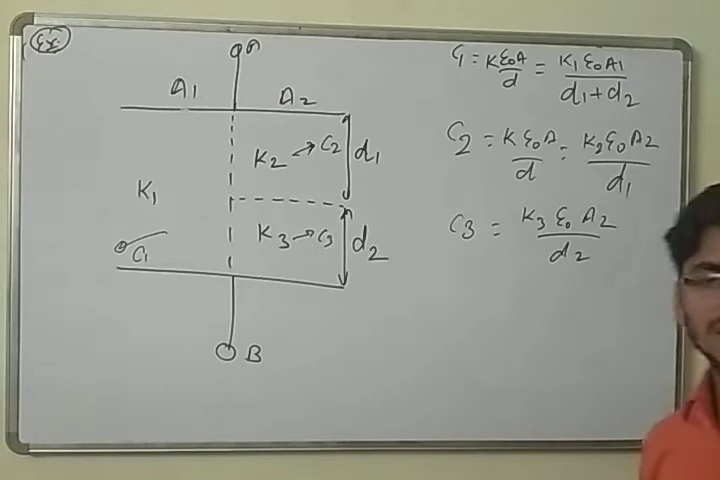 Ex
A
A1 A2
K2 → C2 d1
K1
K3 → C3 d2
C1
B
C1 = Kε0A/d = K1ε0A1/d1+d2
C2 = Kε0A/d = K2ε0A2/d1
C3 = K3ε0A2/d2